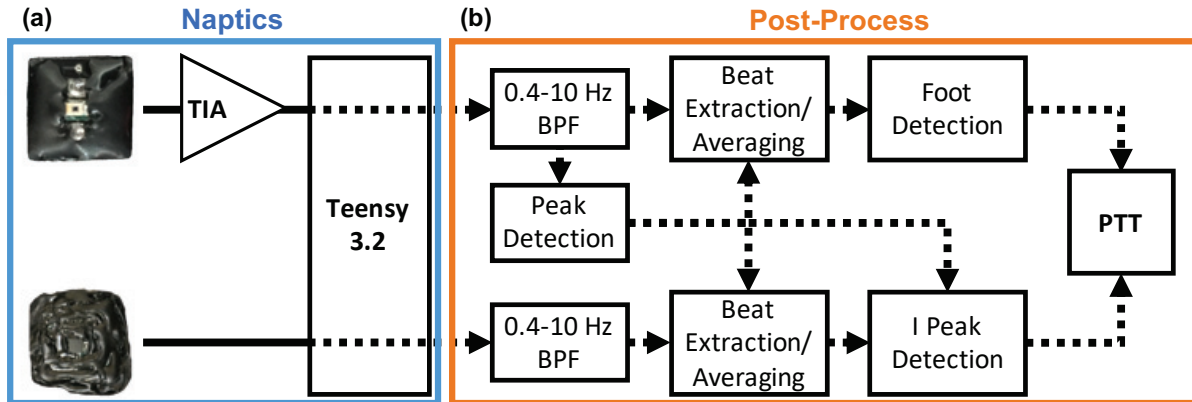 (a)
Naptics
TIA
Teensy
3.2
(b)
Post-Process
0.4-10 Hz
BPF
Beat
Extraction/
Averaging
Foot
Detection
Peak
Detection
PTT
0.4-10 Hz
BPF
Beat
Extraction/
Averaging
I Peak
Detection